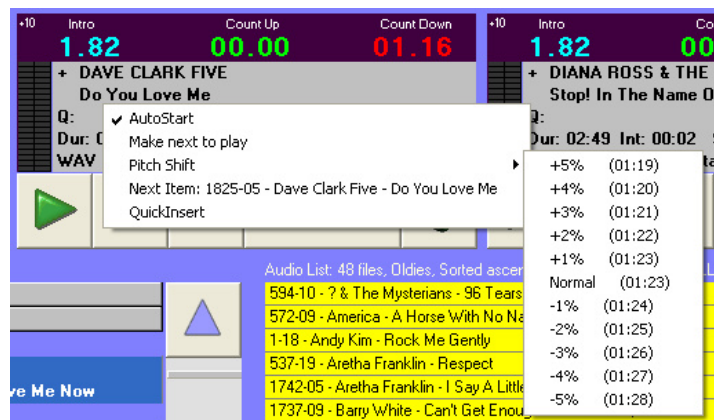 +10 Intro Count Up Count Down
1.82 00.00 01.16
+ DAVE CLARK FIVE
Do You Love Me
Q:
Dur:
WAV
+10 Intro
1.82 00
+ DIANA ROSS & THE
Stop! In The Name O
Q:
Dur: 02:49 Int: 00:02
AutoStart
Make next to play
Pitch Shift
Next Item: 1825-05 - Dave Clark Five - Do You Love Me
QuickInsert
+5% (01:19)
+4% (01:20)
+3% (01:21)
+2% (01:22)
+1% (01:23)
Normal (01:23)
-1% (01:24)
-2% (01:25)
-3% (01:26)
-4% (01:27)
-5% (01:28)
Audio List: 48 files, Oldies, Sorted ascer
594-10 - ? & The Mysterians - 96 Tears
572-09 - America - A Horse With No Na
1-18 - Andy Kim - Rock Me Gently
537-19 - Aretha Franklin - Respect
1742-05 - Aretha Franklin - I Say A Little
1737-09 - Barry White - Can't Get Enoug
ve Me Now